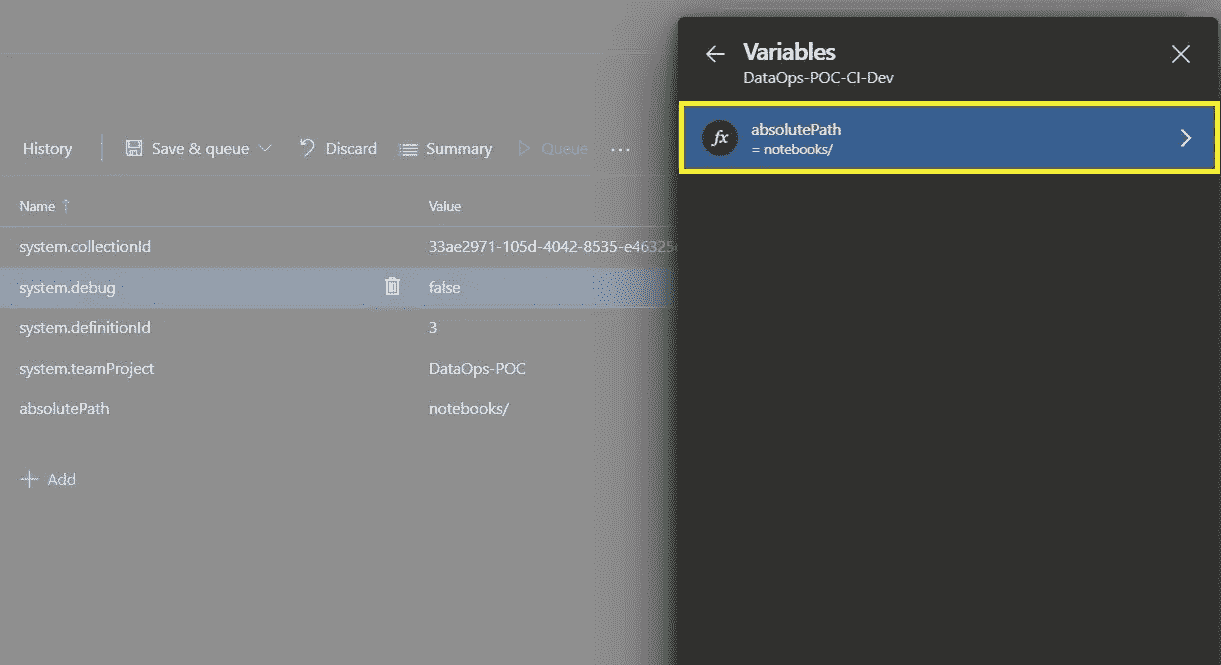 Variables
DataOps-POC-CI-Dev
fx absolutePath
= notebooks/
History Save & queue Discard Summary Queue ...
Name Value
system.collectionId 33ae2971-105d-4042-8535-e46325
system.debug false
system.definitionId 3
system.teamProject DataOps-POC
absolutePath notebooks/
Add